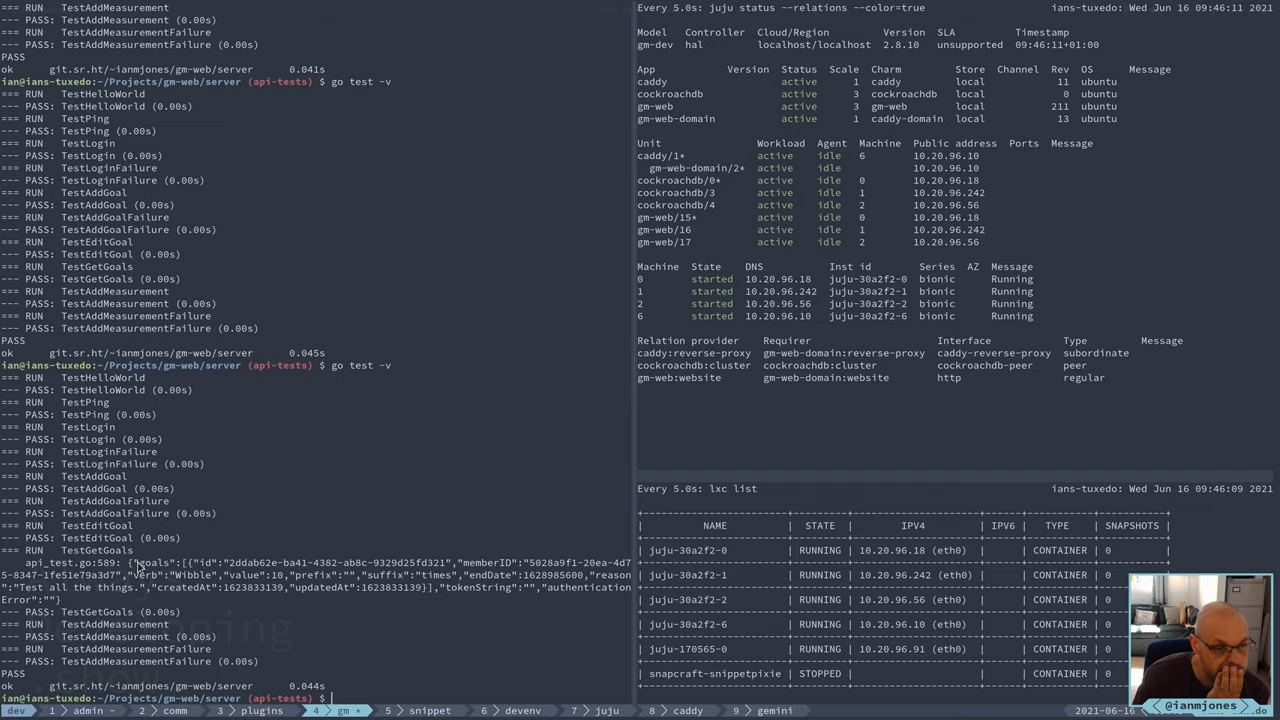 === RUN   TestAddMeasurement
--- PASS: TestAddMeasurement (0.00s)
=== RUN   TestAddMeasurementFailure
--- PASS: TestAddMeasurementFailure (0.00s)
PASS
ok      git.sr.ht/~ianmjones/gm-web/server      0.041s
ian@ians-tuxedo:~/Projects/gm-web/server (api-tests) $ go test -v
=== RUN   TestHelloWorld
--- PASS: TestHelloWorld (0.00s)
=== RUN   TestPing
--- PASS: TestPing (0.00s)
=== RUN   TestLogin
--- PASS: TestLogin (0.00s)
=== RUN   TestLoginFailure
--- PASS: TestLoginFailure (0.00s)
=== RUN   TestAddGoal
--- PASS: TestAddGoal (0.00s)
=== RUN   TestAddGoalFailure
--- PASS: TestAddGoalFailure (0.00s)
=== RUN   TestEditGoal
--- PASS: TestEditGoal (0.00s)
=== RUN   TestGetGoals
--- PASS: TestGetGoals (0.00s)
=== RUN   TestAddMeasurement
--- PASS: TestAddMeasurement (0.00s)
=== RUN   TestAddMeasurementFailure
--- PASS: TestAddMeasurementFailure (0.00s)
PASS
ok      git.sr.ht/~ianmjones/gm-web/server      0.045s
ian@ians-tuxedo:~/Projects/gm-web/server (api-tests) $ go test -v
=== RUN   TestHelloWorld
--- PASS: TestHelloWorld (0.00s)
=== RUN   TestPing
--- PASS: TestPing (0.00s)
=== RUN   TestLogin
--- PASS: TestLogin (0.00s)
=== RUN   TestLoginFailure
--- PASS: TestLoginFailure (0.00s)
=== RUN   TestAddGoal
--- PASS: TestAddGoal (0.00s)
=== RUN   TestAddGoalFailure
--- PASS: TestAddGoalFailure (0.00s)
=== RUN   TestEditGoal
--- PASS: TestEditGoal (0.00s)
=== RUN   TestGetGoals
    api_test.go:589: {"goals":[{"id":"2ddab62e-ba41-4382-ab8c-9329d25fd321","memberID":"5028a9f1-20ea-4d7
5-8347-1fe51e79a3d7","verb":"Wibble","value":10,"prefix":"","suffix":"times","endDate":1628985600,"reason
":"Test all the things.","createdAt":1623833139,"updatedAt":1623833139}],"tokenString":"","authentication
Error":""}
--- PASS: TestGetGoals (0.00s)
=== RUN   TestAddMeasurement
--- PASS: TestAddMeasurement (0.00s)
=== RUN   TestAddMeasurementFailure
--- PASS: TestAddMeasurementFailure (0.00s)
PASS
ok      git.sr.ht/~ianmjones/gm-web/server      0.044s
ian@ians-tuxedo:~/Projects/gm-web/server (api-tests) $
Every 5.0s: juju status --relations --color=true    ians-tuxedo: Wed Jun 16 09:46:11 2021
Model   Controller  Cloud/Region         Version  SLA          Timestamp
gm-dev  hal         localhost/localhost  2.8.10   unsupported  09:46:11+01:00
App            Version  Status  Scale  Charm         Store  Channel  Rev  OS      Message
caddy                   active      1  caddy         local            11  ubuntu
cockroachdb             active      3  cockroachdb   local             0  ubuntu
gm-web                  active      3  gm-web        local           211  ubuntu
gm-web-domain           active      1  caddy-domain  local            13  ubuntu
Unit                Workload  Agent  Machine  Public address  Ports  Message
caddy/1*            active    idle   6        10.20.96.10
  gm-web-domain/2*  active    idle            10.20.96.10
cockroachdb/0*      active    idle   0        10.20.96.18
cockroachdb/3       active    idle   1        10.20.96.242
cockroachdb/4       active    idle   2        10.20.96.56
gm-web/15*          active    idle   0        10.20.96.18
gm-web/16           active    idle   1        10.20.96.242
gm-web/17           active    idle   2        10.20.96.56
Machine  State    DNS           Inst id        Series  AZ  Message
0        started  10.20.96.18   juju-30a2f2-0  bionic      Running
1        started  10.20.96.242  juju-30a2f2-1  bionic      Running
2        started  10.20.96.56   juju-30a2f2-2  bionic      Running
6        started  10.20.96.10   juju-30a2f2-6  bionic      Running
Relation provider    Requirer                     Interface            Type         Message
caddy:reverse-proxy  gm-web-domain:reverse-proxy  caddy-reverse-proxy  subordinate
cockroachdb:cluster  cockroachdb:cluster          cockroachdb-peer     peer
gm-web:website       gm-web-domain:website        http                 regular
Every 5.0s: lxc list    ians-tuxedo: Wed Jun 16 09:46:09 2021
| NAME | STATE | IPV4 | IPV6 | TYPE | SNAPSHOTS |
| juju-30a2f2-0 | RUNNING | 10.20.96.18 (eth0) | | CONTAINER | 0
| juju-30a2f2-1 | RUNNING | 10.20.96.242 (eth0) | | CONTAINER | 0
| juju-30a2f2-2 | RUNNING | 10.20.96.56 (eth0) | | CONTAINER | 0
| juju-30a2f2-6 | RUNNING | 10.20.96.10 (eth0) | | CONTAINER | 0
| juju-170565-0 | RUNNING | 10.20.96.91 (eth0) | | CONTAINER | 0
| snapcraft-snippetpixie | STOPPED | | | CONTAINER | 0
dev 1 admin - 2 comm 3 plugins 4 gm * 5 snippet 6 devenv 7 juju 8 caddy 9 gemini 2021-06-16
@ianmjones